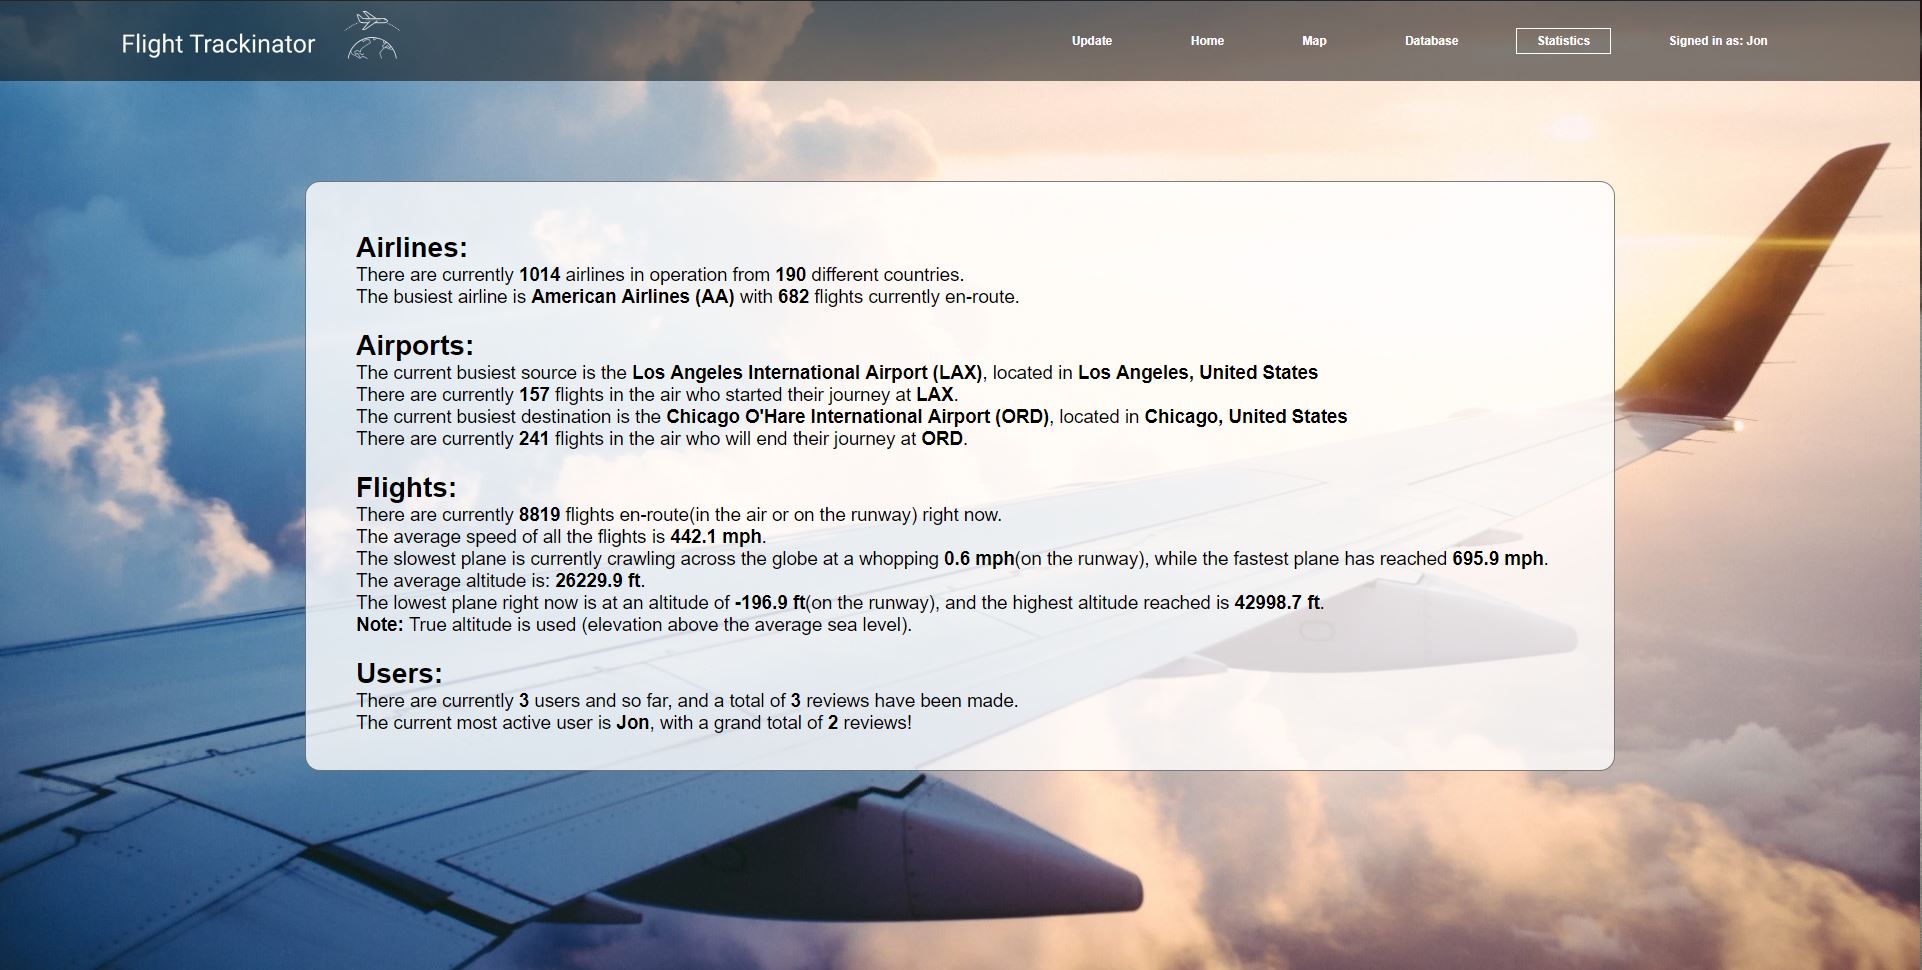 Flight Trackinator
Update Home Map Database Statistics Signed in as: Jon
Airlines:
There are currently 1014 airlines in operation from 190 different countries.
The busiest airline is American Airlines (AA) with 682 flights currently en-route.
Airports:
The current busiest source is the Los Angeles International Airport (LAX), located in Los Angeles, United States
There are currently 157 flights in the air who started their journey at LAX.
The current busiest destination is the Chicago O'Hare International Airport (ORD), located in Chicago, United States
There are currently 241 flights in the air who will end their journey at ORD.
Flights:
There are currently 8819 flights en-route(in the air or on the runway) right now.
The average speed of all the flights is 442.1 mph.
The slowest plane is currently crawling across the globe at a whopping 0.6 mph(on the runway), while the fastest plane has reached 695.9 mph.
The average altitude is: 26229.9 ft.
The lowest plane right now is at an altitude of -196.9 ft(on the runway), and the highest altitude reached is 42998.7 ft.
Note: True altitude is used (elevation above the average sea level).
Users:
There are currently 3 users and so far, and a total of 3 reviews have been made.
The current most active user is Jon, with a grand total of 2 reviews!